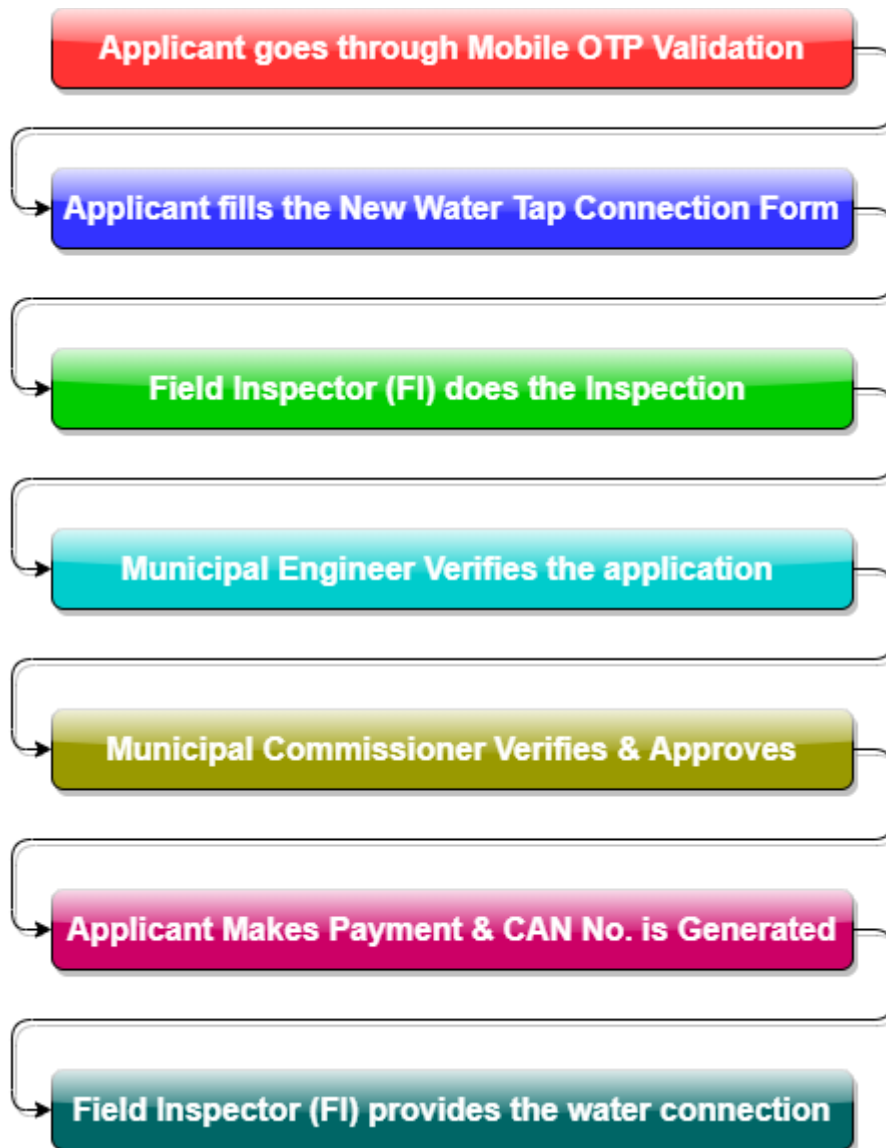 Applicant goes through Mobile OTP Validation
Applicant fills the New Water Tap Connection Form
Field Inspector (FI) does the Inspection
Municipal Engineer Verifies the application
Municipal Commissioner Verifies & Approves
Applicant Makes Payment & CAN No. is Generated
Field Inspector (FI) provides the water connection